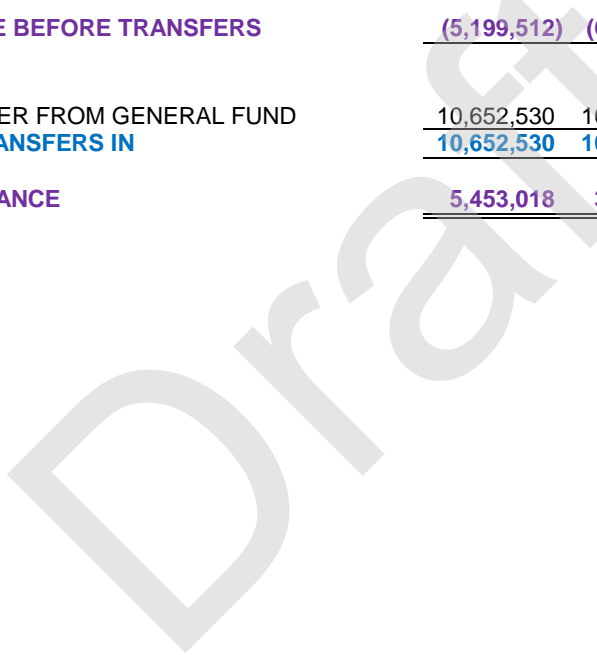 E BEFORE TRANSFERS (5,199,512)
ER FROM GENERAL FUND 10,652,530
ANSFERS IN 10,652,530
ANCE 5,453,018
Draft